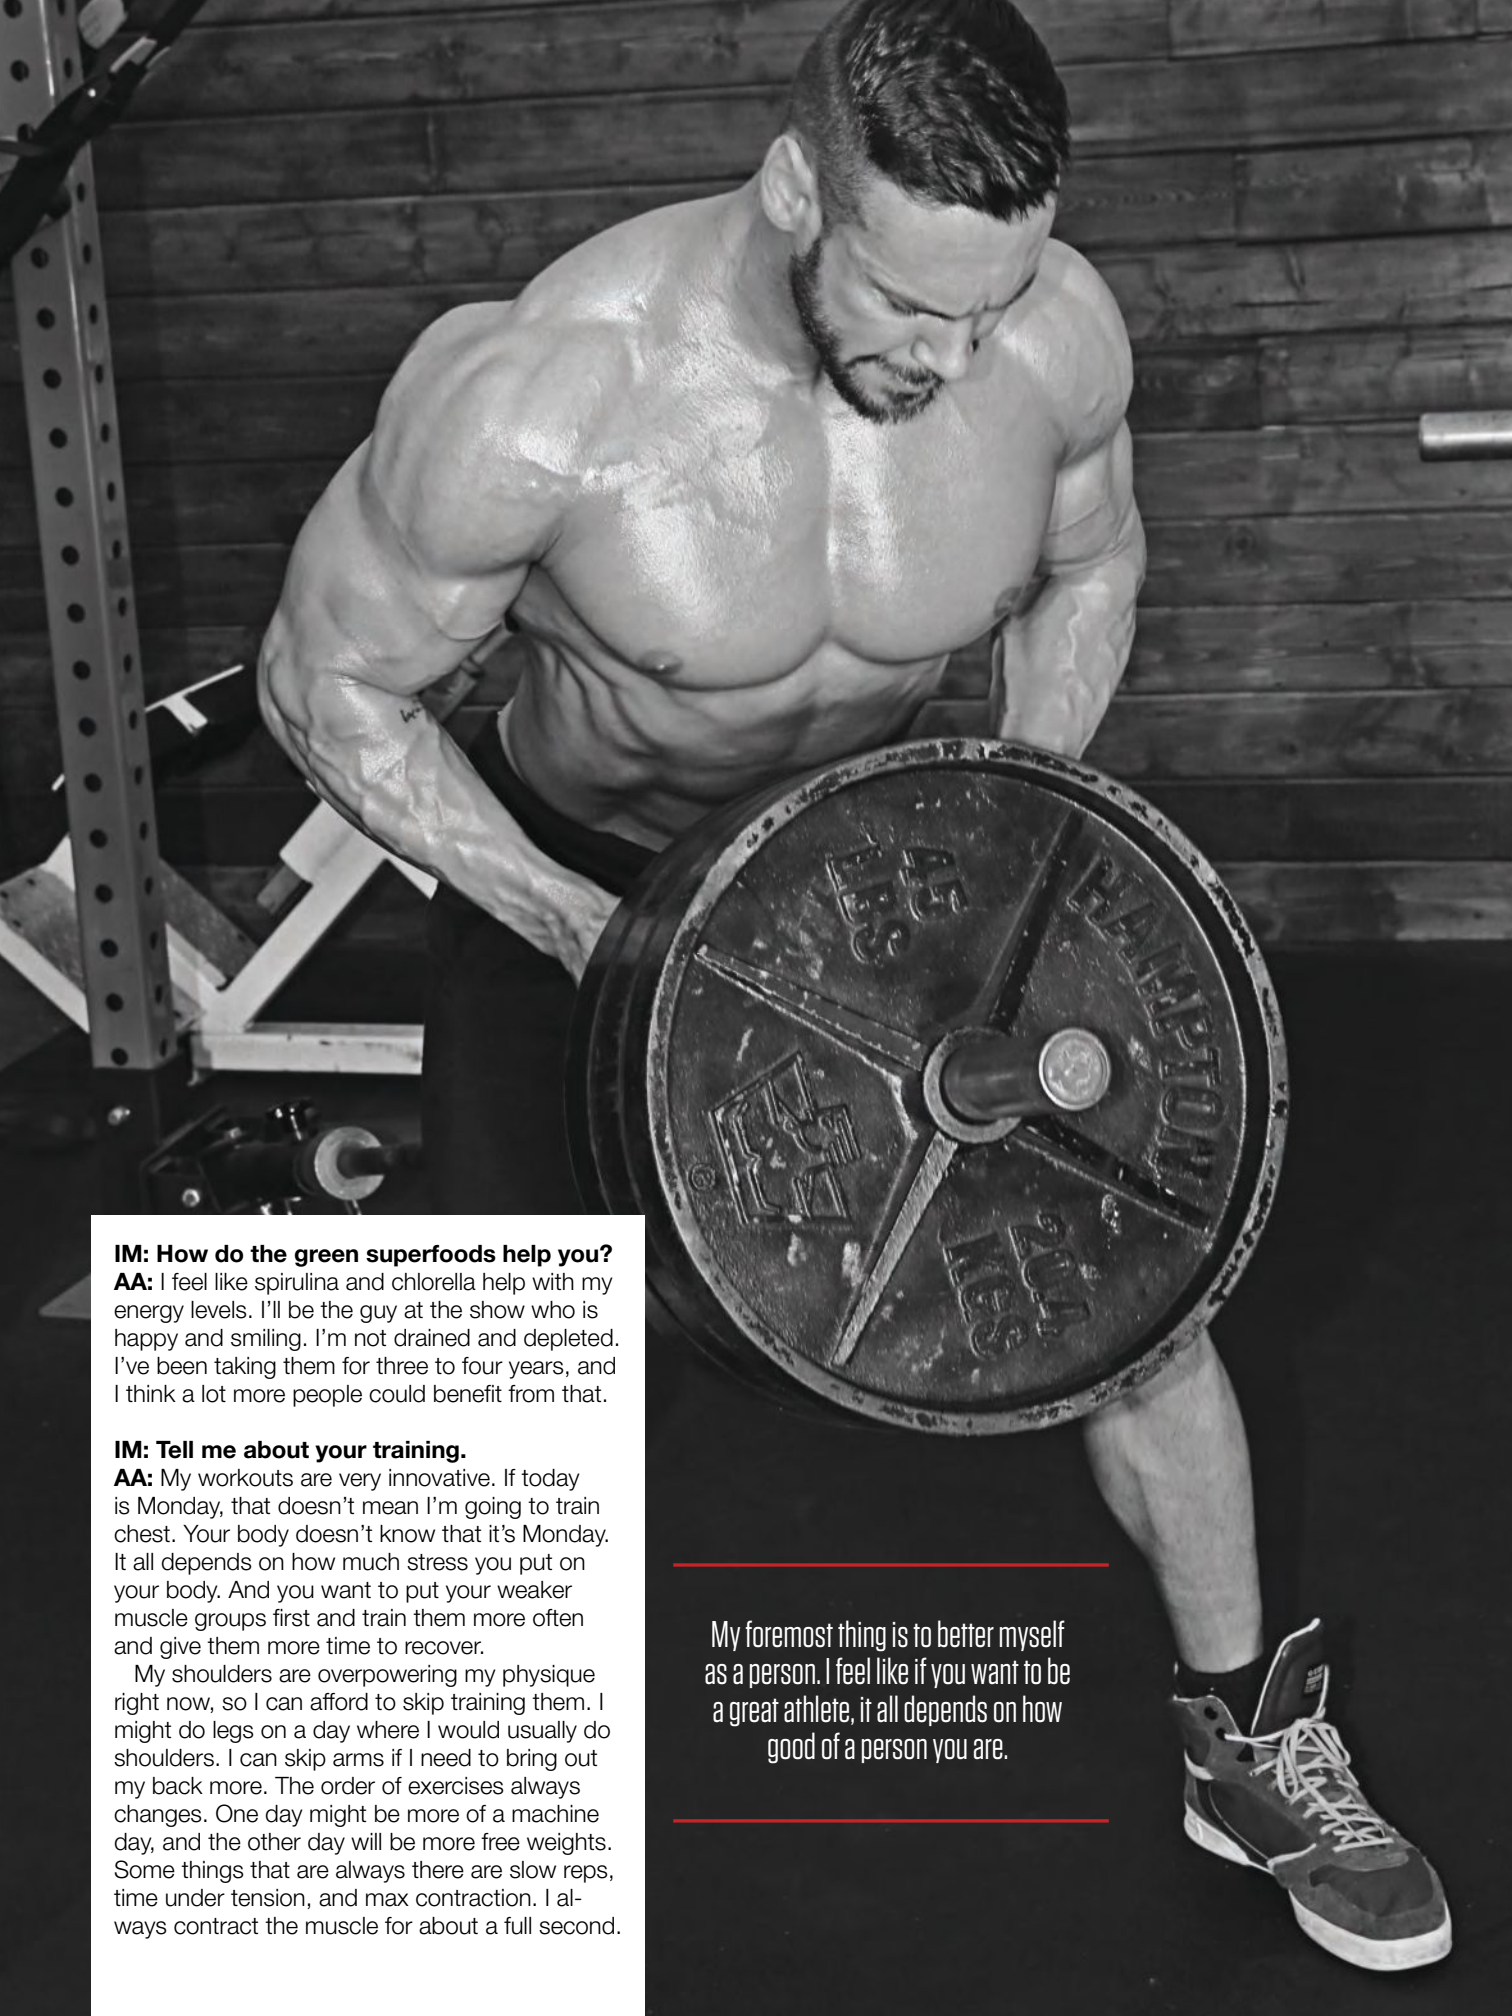 45
LBS
HAMPTON
20.4
KGS
IM: How do the green superfoods help you?
AA: I feel like spirulina and chlorella help with my
energy levels. I’ll be the guy at the show who is
happy and smiling. I’m not drained and depleted.
I’ve been taking them for three to four years, and
I think a lot more people could benefit from that.
IM: Tell me about your training.
AA: My workouts are very innovative. If today
is Monday, that doesn’t mean I’m going to train
chest. Your body doesn’t know that it’s Monday.
It all depends on how much stress you put on
your body. And you want to put your weaker
muscle groups first and train them more often
and give them more time to recover.
My shoulders are overpowering my physique
right now, so I can afford to skip training them. I
might do legs on a day where I would usually do
shoulders. I can skip arms if I need to bring out
my back more. The order of exercises always
changes. One day might be more of a machine
day, and the other day will be more free weights.
Some things that are always there are slow reps,
time under tension, and max contraction. I al-
ways contract the muscle for about a full second.
My foremost thing is to better myself
as a person. I feel like if you want to be
a great athlete, it all depends on how
good of a person you are.